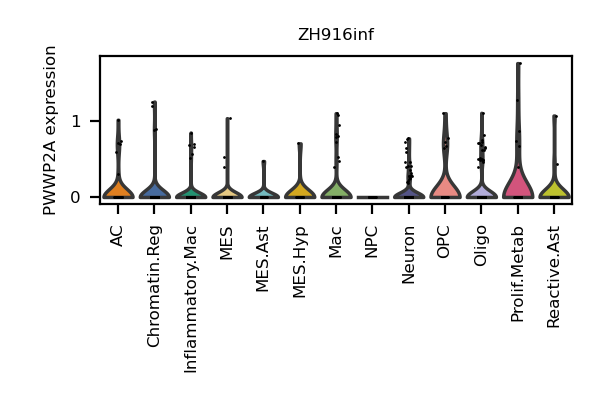 ZH916inf
PWWP2A expression
1
0
AC
Chromatin.Reg
Inflammatory.Mac
MES
MES.Ast
MES.Hyp
Mac
NPC
Neuron
OPC
Oligo
Prolif.Metab
Reactive.Ast